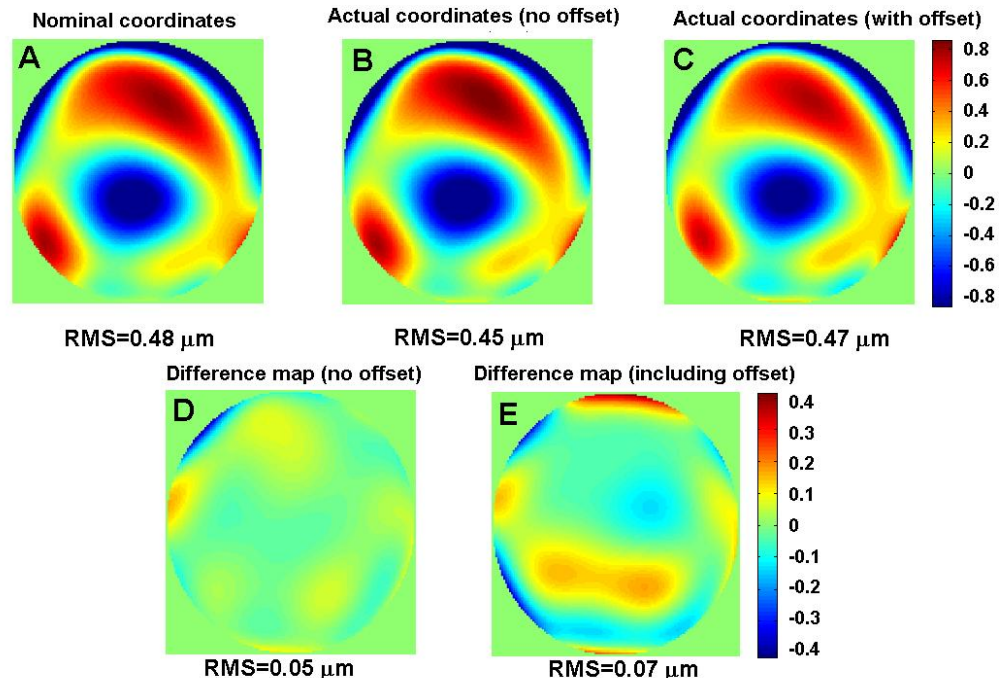 Nominal coordinates
Actual coordinates (no offset)
Actual coordinates (with offset)
A
B
C
0.8
0.6
0.4
0.2
0
-0.2
-0.4
-0.6
-0.8
RMS=0.48 μm
RMS=0.45 μm
RMS=0.47 μm
Difference map (no offset)
Difference map (including offset)
D
E
0.4
0.3
0.2
0.1
0
-0.1
-0.2
-0.3
-0.4
RMS=0.05 μm
RMS=0.07 μm